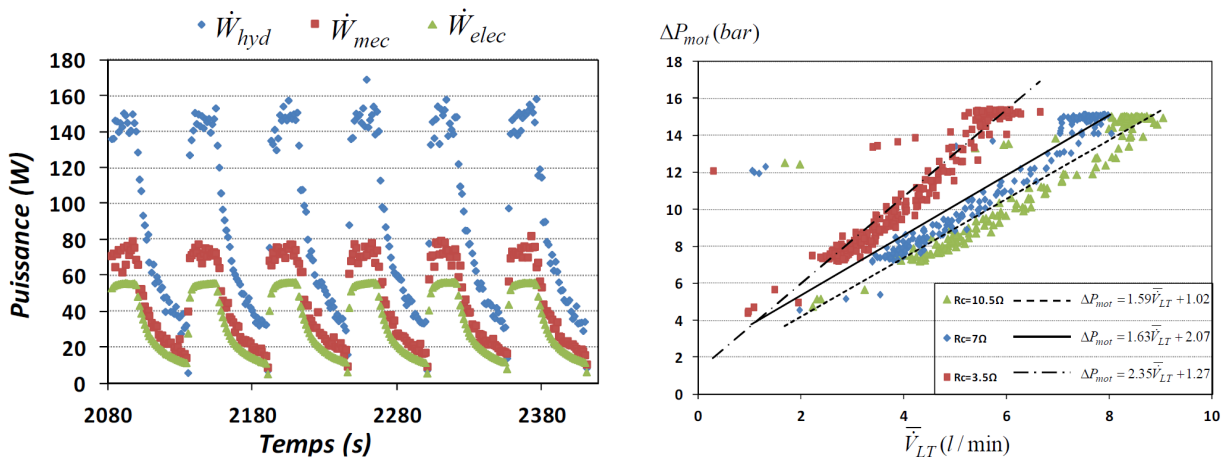 Ẇhyd Ẇmec Ẇelec
Puissance (W)
180
160
140
120
100
80
60
40
20
0
2080 2180 2280 2380
Temps (s)
ΔPmot (bar)
18
16
14
12
10
8
6
4
2
0
Rc=10.5Ω ΔPmot = 1.59V̇̅LT + 1.02
Rc=7Ω ΔPmot = 1.63V̇̅LT + 2.07
Rc=3.5Ω ΔPmot = 2.35V̇̅LT + 1.27
0 2 4 6 8 10
V̇̅LT (l / min)